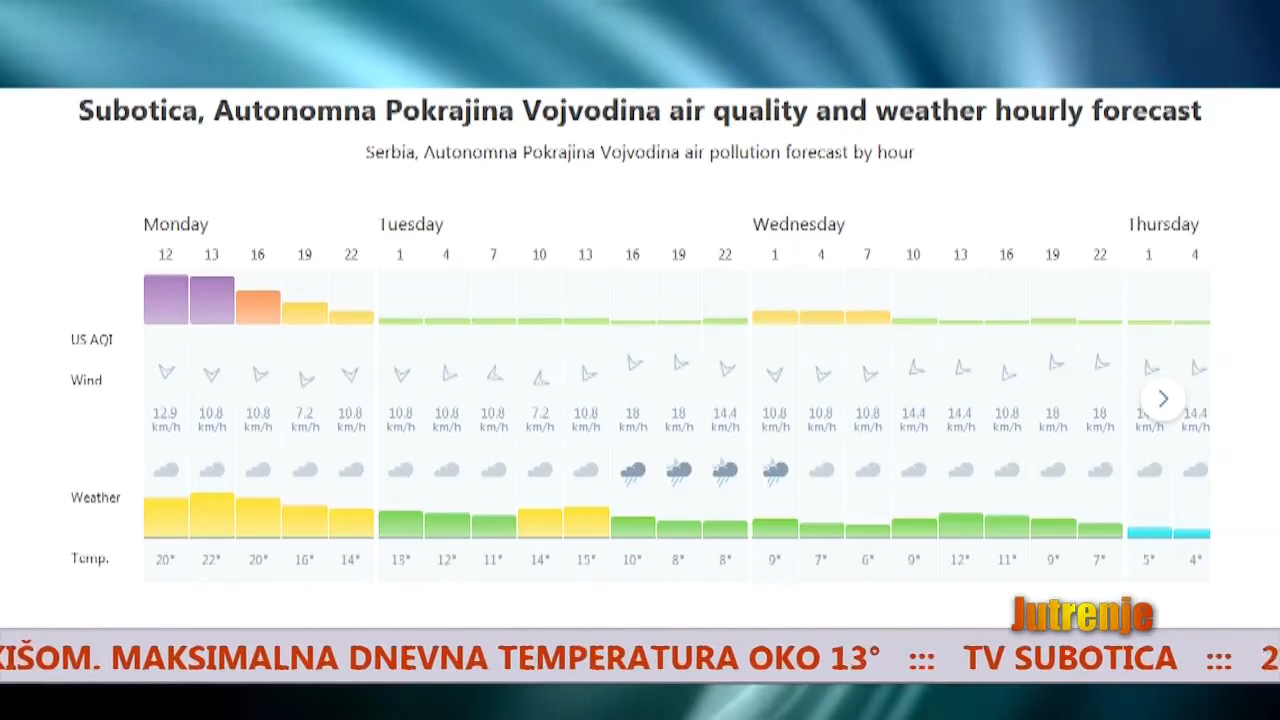 Subotica, Autonomna Pokrajina Vojvodina air quality and weather hourly forecast
Serbia, Autonomna Pokrajina Vojvodina air pollution forecast by hour
Monday Tuesday Wednesday Thursday
12 13 16 19 22 1 4 7 10 13 16 19 22 1 4 7 10 13 16 19 22 1 4
US AQI
Wind
12.9 10.8 10.8 7.2 10.8 10.8 10.8 10.8 7.2 10.8 18 18 14.4 10.8 10.8 10.8 14.4 14.4 10.8 18 18 14.4
km/h km/h km/h km/h km/h km/h km/h km/h km/h km/h km/h km/h km/h km/h km/h km/h km/h km/h km/h km/h km/h km/h km/h
Weather
Temp. 20° 22° 20° 16° 14° 13° 12° 11° 14° 15° 10° 8° 8° 9° 7° 6° 9° 12° 11° 9° 7° 5° 4°
Jutrenje
KIŠOM. MAKSIMALNA DNEVNA TEMPERATURA OKO 13° ::: TV SUBOTICA ::: 2